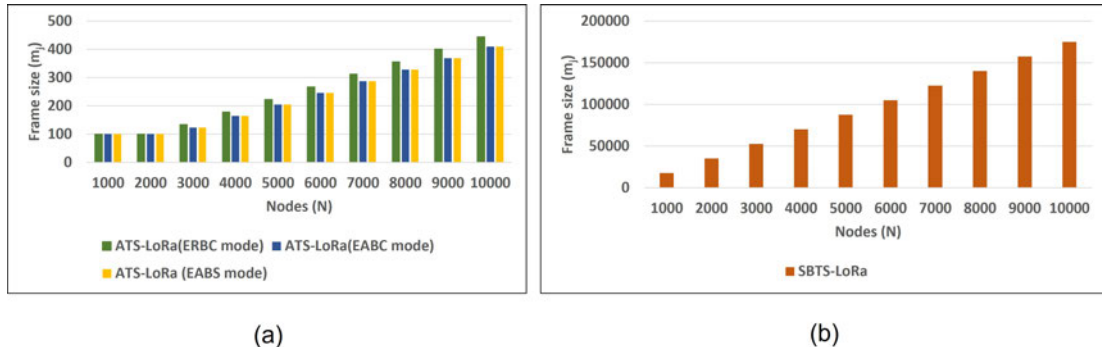 500
400
300
200
100
0
Frame size (mj)
1000 2000 3000 4000 5000 6000 7000 8000 9000 10000
Nodes (N)
ATS-LoRa(ERBC mode) ATS-LoRa(EABC mode)
ATS-LoRa (EABS mode)
(a)
200000
150000
100000
50000
0
Frame size (mj)
1000 2000 3000 4000 5000 6000 7000 8000 9000 10000
Nodes (N)
SBTS-LoRa
(b)